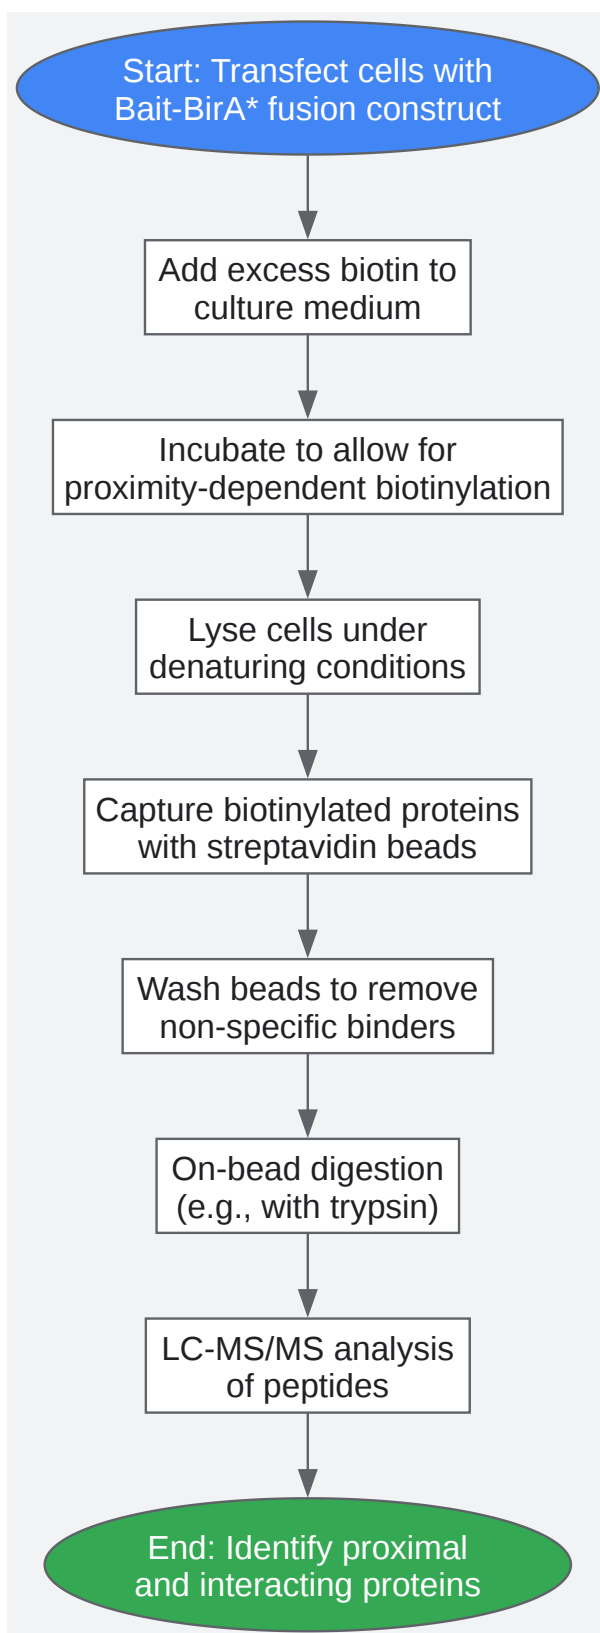 Start: Transfect cells with
Bait-BirA* fusion construct
Add excess biotin to
culture medium
Incubate to allow for
proximity-dependent biotinylation
Lyse cells under
denaturing conditions
Capture biotinylated proteins
with streptavidin beads
Wash beads to remove
non-specific binders
On-bead digestion
(e.g., with trypsin)
LC-MS/MS analysis
of peptides
End: Identify proximal
and interacting proteins